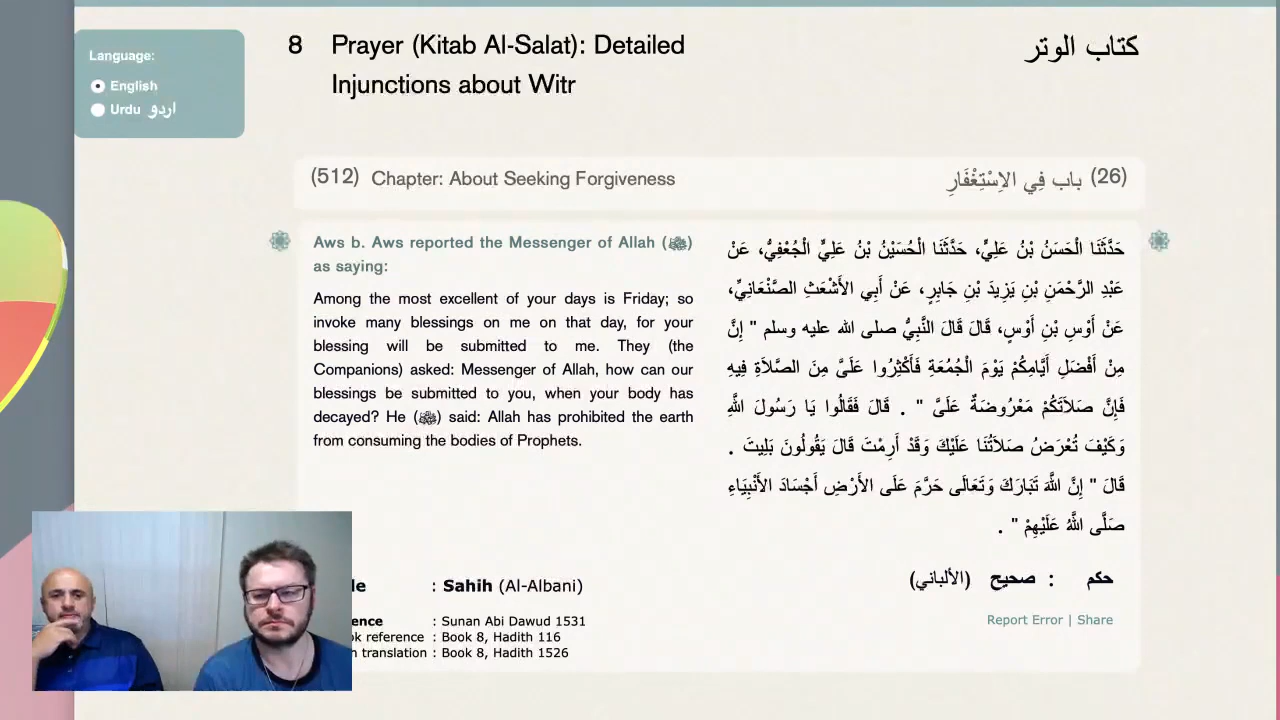 Language:
English
Urdu اردو
8 Prayer (Kitab Al-Salat): Detailed
Injunctions about Witr
كتاب الوتر
(512) Chapter: About Seeking Forgiveness
(26) باب فِي الاِسْتِغْفَارِ
Aws b. Aws reported the Messenger of Allah (ﷺ)
as saying:
Among the most excellent of your days is Friday; so
invoke many blessings on me on that day, for your
blessing will be submitted to me. They (the
Companions) asked: Messenger of Allah, how can our
blessings be submitted to you, when your body has
decayed? He (ﷺ) said: Allah has prohibited the earth
from consuming the bodies of Prophets.
حَدَّثَنَا الْحَسَنُ بْنُ عَلِيٍّ، حَدَّثَنَا الْحُسَيْنُ بْنُ عَلِيٍّ الْجُعْفِيُّ، عَنْ
عَبْدِ الرَّحْمَنِ بْنِ يَزِيدَ بْنِ جَابِرٍ، عَنْ أَبِي الأَشْعَثِ الصَّنْعَانِيِّ،
عَنْ أَوْسِ بْنِ أَوْسٍ، قَالَ قَالَ النَّبِيُّ صلى الله عليه وسلم " إِنَّ
مِنْ أَفْضَلِ أَيَّامِكُمْ يَوْمَ الْجُمُعَةِ فَأَكْثِرُوا عَلَىَّ مِنَ الصَّلاَةِ فِيهِ
فَإِنَّ صَلاَتَكُمْ مَعْرُوضَةٌ عَلَىَّ " . قَالَ فَقَالُوا يَا رَسُولَ اللَّهِ
وَكَيْفَ تُعْرَضُ صَلاَتُنَا عَلَيْكَ وَقَدْ أَرِمْتَ قَالَ يَقُولُونَ بَلِيتَ .
قَالَ " إِنَّ اللَّهَ تَبَارَكَ وَتَعَالَى حَرَّمَ عَلَى الأَرْضِ أَجْسَادَ الأَنْبِيَاءِ
صَلَّى اللَّهُ عَلَيْهِمْ " .
: Sahih (Al-Albani)
حكم : صحيح (الألباني)
: Sunan Abi Dawud 1531
reference : Book 8, Hadith 116
translation : Book 8, Hadith 1526
Report Error | Share